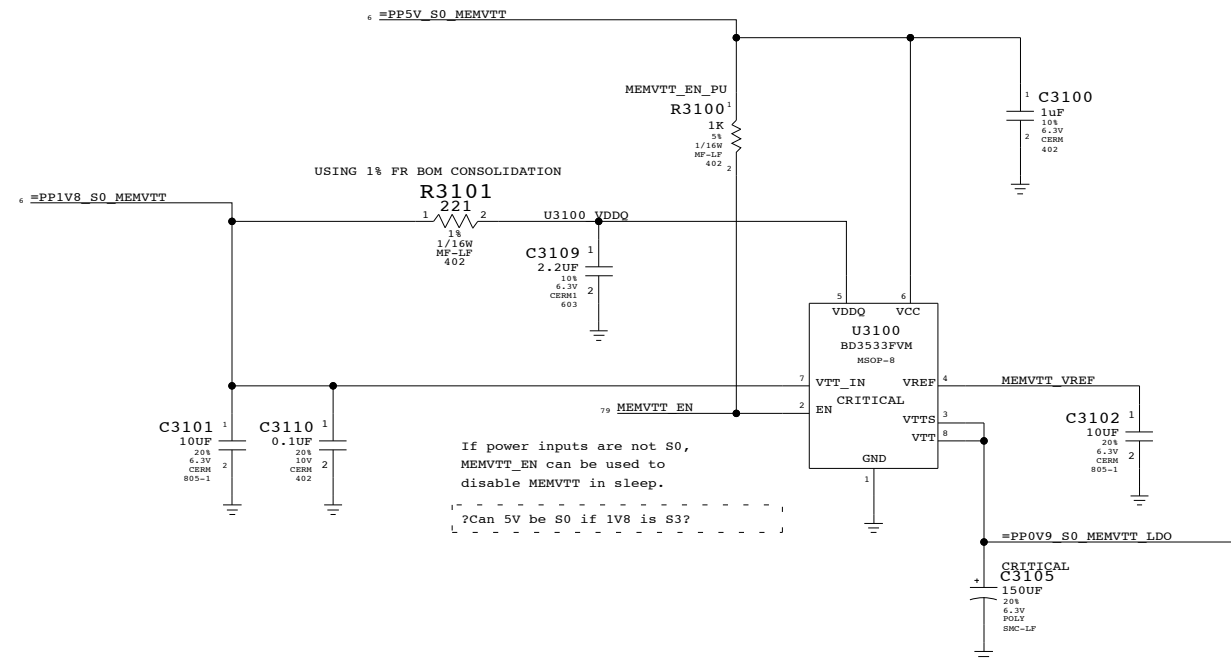 6 =PP5V_S0_MEMVTT
MEMVTT_EN_PU
R3100 1
1K
5%
1/16W
MF-LF
402
2
1 C3100
1uF
10%
6.3V
CERM
402
2
USING 1% FR BOM CONSOLIDATION
R3101
221
1 2
1%
1/16W
MF-LF
402
6 =PP1V8_S0_MEMVTT
U3100_VDDQ
C3109 1
2.2UF
10%
6.3V
CERM1
603
2
5 6
VDDQ VCC
U3100
BD3533FVM
MSOP-8
7 VTT_IN VREF 4
MEMVTT_VREF
CRITICAL
79 MEMVTT_EN
2 EN
VTTS 3
VTT 8
GND
1
C3101 1
10UF
20%
6.3V
CERM
805-1
2
C3110 1
0.1UF
20%
10V
CERM
402
2
C3102 1
10UF
20%
6.3V
CERM
805-1
2
If power inputs are not S0,
MEMVTT_EN can be used to
disable MEMVTT in sleep.
?Can 5V be S0 if 1V8 is S3?
=PP0V9_S0_MEMVTT_LDO
CRITICAL
+ C3105
150UF
20%
6.3V
POLY
SMC-LF